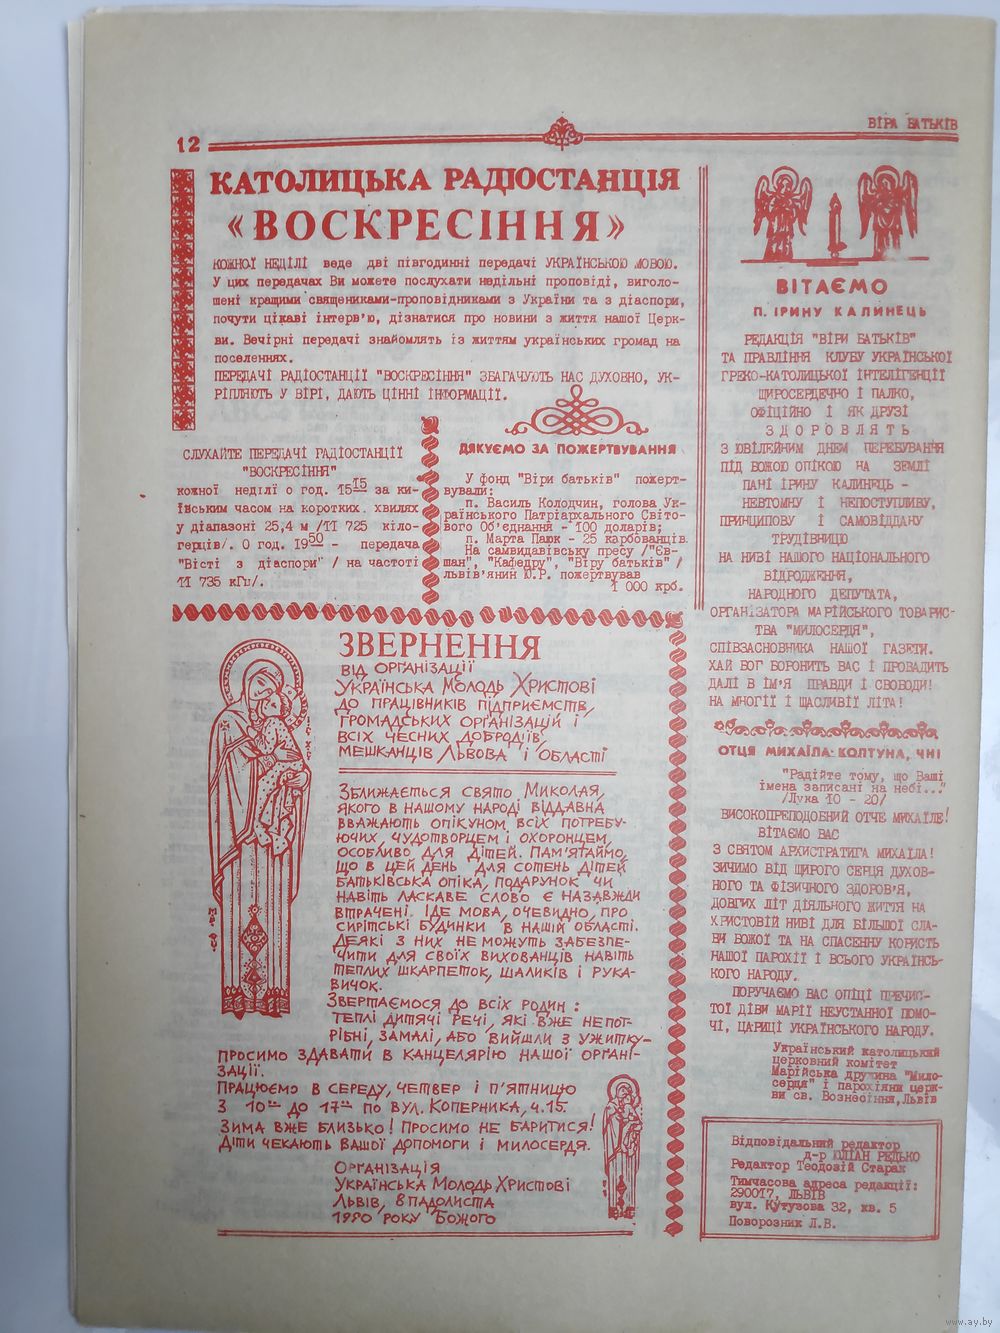 12
ВІРА БАТЬКІВ
КАТОЛИЦЬКА РАДІОСТАНЦІЯ
«ВОСКРЕСІННЯ»
КОЖНОЇ НЕДІЛІ веде дві півгодинні передачі УКРАЇНСЬКОЮ МОВОЮ.
У цих передачах Ви можете послухати недільні проповіді, виголо-
шені кращими священиками-проповідниками з України та з діаспори,
почути цікаві інтерв'ю, дізнатися про новини з життя нашої Церк-
ви. Вечірні передачі знайомлять із життям українських громад на
поселеннях.
ПЕРЕДАЧІ РАДІОСТАНЦІЇ "ВОСКРЕСІННЯ" ЗБАГАЧУЮТЬ НАС ДУХОВНО, УК-
РІПЛЯЮТЬ У ВІРІ, ДАЮТЬ ЦІННІ ІНФОРМАЦІЇ.
СЛУХАЙТЕ ПЕРЕДАЧІ РАДІОСТАНЦІЇ
"ВОСКРЕСІННЯ"
кожної неділі о год. 15 15 за ки-
ївським часом на коротких. хвилях
у діапазоні 25,4 м /11 725 кіло-
герців/. О год. 19 50 - передача
"Вісті з діаспори" / на частоті
11 735 кГц/.
ДЯКУЄМО ЗА ПОЖЕРТВУВАННЯ
У фонд "Віри батьків" пожерт-
вували:
п. Василь Колодчин, голова Ук-
раїнського Патріархального Світо-
вого Об'єднання - 100 доларів;
п. Марта Пашк - 25 карбованців.
На самвидавівську пресу /"Єв-
шан", "Кафедру", "Віру батьків" /
львів'янин Ю.Р. пожертвував
1 000 крб.
ЗВЕРНЕННЯ
ВІД ОРГАНІЗАЦІЇ
УКРАЇНСЬКА МОЛОДЬ ХРИСТОВІ
ДО ПРАЦІВНИКІВ ПІДПРИЄМСТВ,
ГРОМАДСЬКИХ ОРГАНІЗАЦІЙ І
ВСІХ ЧЕСНИХ ДОБРОДІЇВ,
МЕШКАНЦІВ ЛЬВОВА І ОБЛАСТІ
ЗБЛИЖАЄТЬСЯ СВЯТО МИКОЛАЯ,
ЯКОГО В НАШОМУ НАРОДІ ВІДДАВНА
ВВАЖАЮТЬ ОПІКУНОМ ВСІХ ПОТРЕБУ-
ЮЧИХ, ЧУДОТВОРЦЕМ І ОХОРОНЦЕМ,
ОСОБЛИВО ДЛЯ ДІТЕЙ. ПАМ'ЯТАЙМО,
ЩО В ЦЕЙ ДЕНЬ ДЛЯ СОТЕНЬ ДІТЕЙ
БАТЬКІВСЬКА ОПІКА, ПОДАРУНОК ЧИ
НАВІТЬ ЛАСКАВЕ СЛОВО Є НАЗАВЖДИ
ВТРАЧЕНІ. ІДЕ МОВА, ОЧЕВИДНО, ПРО
СИРІТСЬКІ БУДИНКИ В НАШІЙ ОБЛАСТІ.
ДЕЯКІ З НИХ НЕ МОЖУТЬ ЗАБЕЗПЕ-
ЧИТИ ДЛЯ СВОЇХ ВИХОВАНЦІВ НАВІТЬ
ТЕПЛИХ ШКАРПЕТОК, ШАЛИКІВ І РУКА-
ВИЧОК.
ЗВЕРТАЄМОСЯ ДО ВСІХ РОДИН :
ТЕПЛІ ДИТЯЧІ РЕЧІ, ЯКІ ВЖЕ НЕ ПОТ-
РІБНІ, ЗАМАЛІ, АБО ВИЙШЛИ З УЖИТКУ-
ПРОСИМО ЗДАВАТИ В КАНЦЕЛЯРІЮ НАШОЇ ОРГАНІ-
ЗАЦІЇ.
ПРАЦЮЄМО В СЕРЕДУ, ЧЕТВЕР І П'ЯТНИЦЮ
З 10 00 ДО 17 00 ПО ВУЛ. КОПЕРНИКА, Ч.15.
ЗИМА ВЖЕ БЛИЗЬКО! ПРОСИМО НЕ БАРИТИСЯ!
ДІТИ ЧЕКАЮТЬ ВАШОЇ ДОПОМОГИ І МИЛОСЕРДЯ.
ОРГАНІЗАЦІЯ
УКРАЇНСЬКА МОЛОДЬ ХРИСТОВІ
ЛЬВІВ, 8 ПАДОЛИСТА
1990 РОКУ БОЖОГО
ВІТАЄМО
П. ІРИНУ КАЛИНЕЦЬ
РЕДАКЦІЯ "ВІРИ БАТЬКІВ"
ТА ПРАВЛІННЯ КЛУБУ УКРАЇНСЬКОЇ
ГРЕКО-КАТОЛИЦЬКОЇ ІНТЕЛІГЕНЦІЇ
ЩИРОСЕРДЕЧНО І ПАЛКО,
ОФІЦІЙНО І ЯК ДРУЗІ
ЗДОРОВЛЯТЬ
З ЮВІЛЕЙНИМ ДНЕМ ПЕРЕБУВАННЯ
ПІД БОЖОЮ ОПІКОЮ НА ЗЕМЛІ
ПАНІ ІРИНУ КАЛИНЕЦЬ -
НЕВТОМНУ І НЕПОСТУПЛИВУ,
ПРИНЦИПОВУ І САМОВІДДАНУ
ТРУДІВНИЦЮ
НА НИВІ НАШОГО НАЦІОНАЛЬНОГО
ВІДРОДЖЕННЯ,
НАРОДНОГО ДЕПУТАТА,
ОРГАНІЗАТОРА МАРІЙСЬКОГО ТОВАРИС-
ТВА "МИЛОСЕРДЯ",
СПІВЗАСНОВНИКА НАШОЇ ГАЗЕТИ.
ХАЙ БОГ БОРОНИТЬ ВАС І ПРОВАДИТЬ
ДАЛІ В ІМ'Я ПРАВДИ І СВОБОДИ!
НА МНОГІЇ І ЩАСЛИВІЇ ЛІТА!
ОТЦЯ МИХАЇЛА КОЛТУНА, ЧНІ
"Радійте тому, що Ваші
імена записані на небі..."
/Лука 10 - 20/
ВИСОКОПРЕПОДОБНИЙ ОТЧЕ МИХАЇЛЕ!
ВІТАЄМО ВАС
З СВЯТОМ АРХИСТРАТИГА МИХАЇЛА!
ЗИЧИМО ВІД ЩИРОГО СЕРЦЯ ДУХОВ-
НОГО ТА ФІЗИЧНОГО ЗДОРОВ'Я,
ДОВГИХ ЛІТ ДІЯЛЬНОГО ЖИТТЯ НА
ХРИСТОВІЙ НИВІ ДЛЯ БІЛЬШОЇ СЛА-
ВИ БОЖОЇ ТА НА СПАСЕННУ КОРИСТЬ
НАШОЇ ПАРОХІЇ І ВСЬОГО УКРАЇНСЬ-
КОГО НАРОДУ.
ПОРУЧАЄМО ВАС ОПІЦІ ПРЕЧИС-
ТОЇ ДІВИ МАРІЇ НЕУСТАННОЇ ПОМО-
ЧІ, ЦАРИЦІ УКРАЇНСЬКОГО НАРОДУ.
Український католицький
церковний комітет
Марійська дружина "Мило-
сердя" і парохіяни церк-
ви св. Вознесіння, Львів
Відповідальний редактор
д-р ЮЛІАН РЕДЬКО
Редактор Теодозій Старак
Тимчасова адреса редакції:
290017, ЛЬВІВ
вул. Кутузова 32, кв. 5
Поворозник Л.В.
www.ay.by